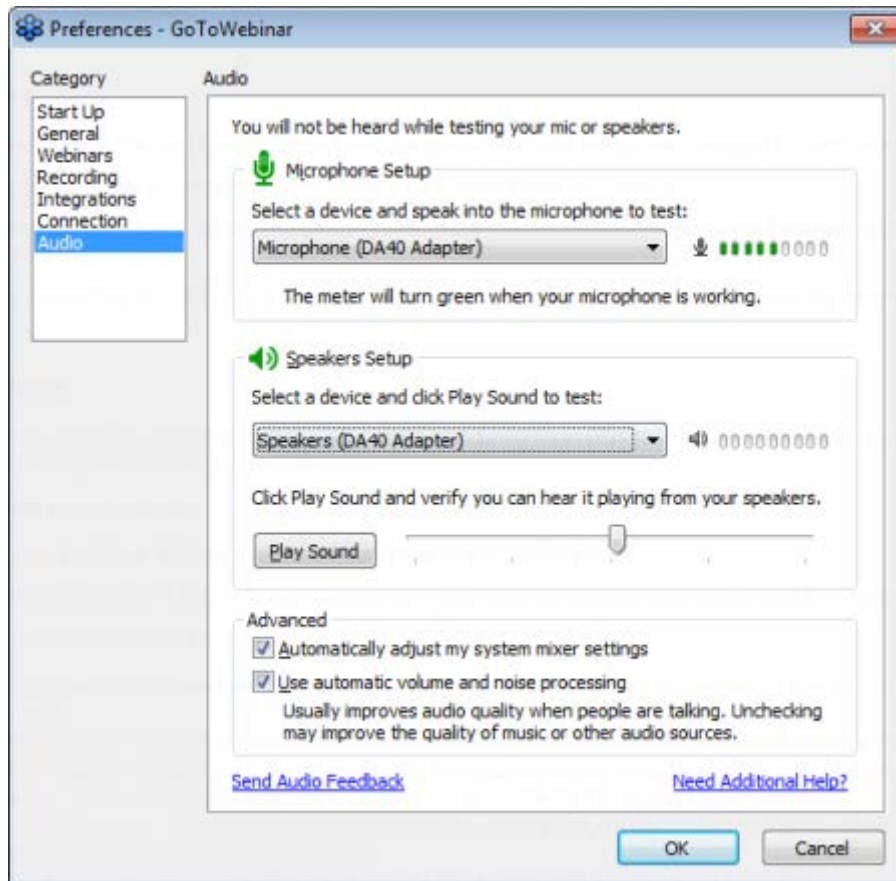 Preferences - GoToWebinar
Category
Start Up
General
Webinars
Recording
Integrations
Connection
Audio
Audio
You will not be heard while testing your mic or speakers.
Microphone Setup
Select a device and speak into the microphone to test:
Microphone (DA40 Adapter)
The meter will turn green when your microphone is working.
Speakers Setup
Select a device and click Play Sound to test:
Speakers (DA40 Adapter)
Click Play Sound and verify you can hear it playing from your speakers.
Play Sound
Advanced
Automatically adjust my system mixer settings
Use automatic volume and noise processing
Usually improves audio quality when people are talking. Unchecking
may improve the quality of music or other audio sources.
Send Audio Feedback Need Additional Help?
OK Cancel